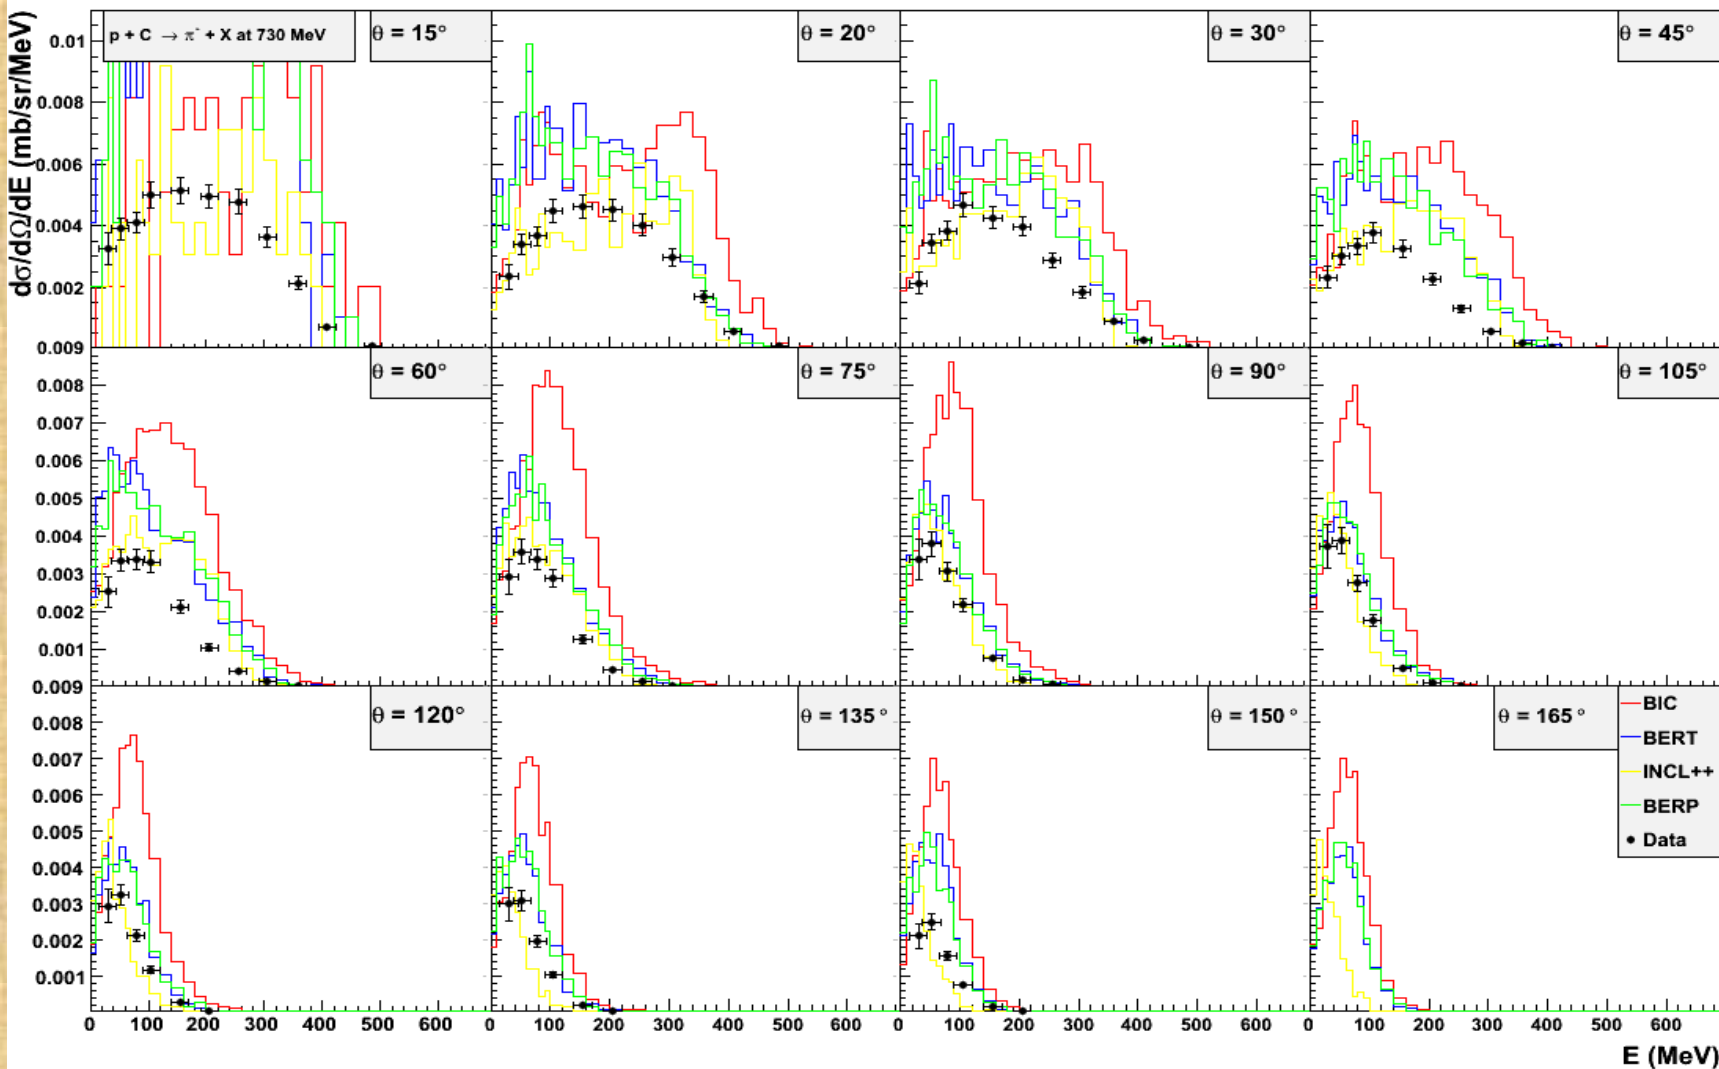 p + C → π⁻ + X at 730 MeV
θ = 15°
θ = 20°
θ = 30°
θ = 45°
dσ/dΩ/dE (mb/sr/MeV)
0.01
0.008
0.006
0.004
0.002
0.009
θ = 60°
θ = 75°
θ = 90°
θ = 105°
0.008
0.007
0.006
0.005
0.004
0.003
0.002
0.001
0.009
θ = 120°
θ = 135°
θ = 150°
θ = 165°
BIC
BERT
INCL++
BERP
Data
0.008
0.007
0.006
0.005
0.004
0.003
0.002
0.001
0 100 200 300 400 500 600 0 100 200 300 400 500 600 0 100 200 300 400 500 600 0 100 200 300 400 500 600
E (MeV)